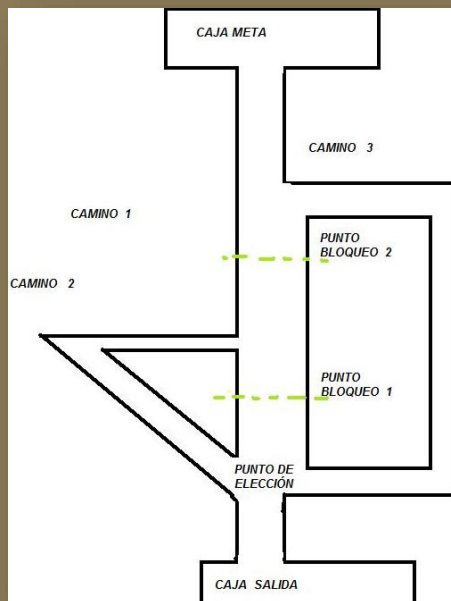 CAJA META
CAMINO 3
CAMINO 1
PUNTO
BLOQUEO 2
CAMINO 2
PUNTO
BLOQUEO 1
PUNTO DE
ELECCIÓN
CAJA SALIDA